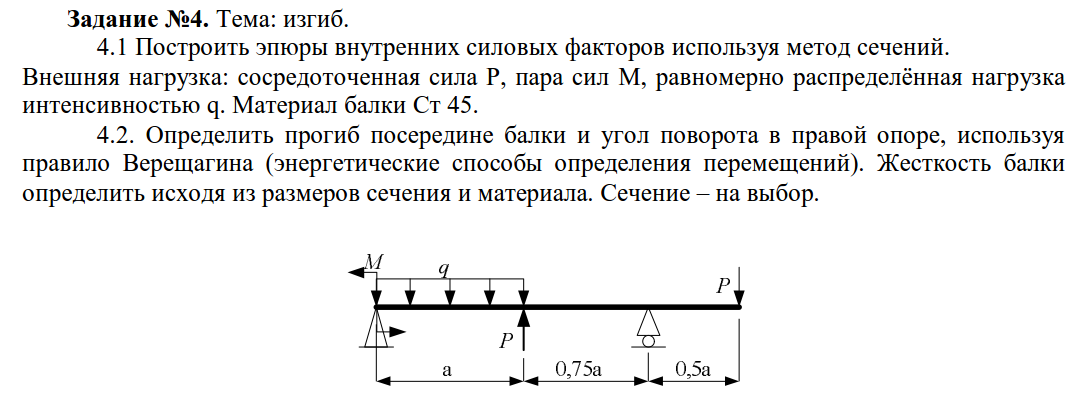 Задание №4. Тема: изгиб.
4.1 Построить эпюры внутренних силовых факторов используя метод сечений.
Внешняя нагрузка: сосредоточенная сила P, пара сил M, равномерно распределённая нагрузка
интенсивностью q. Материал балки Ст 45.
4.2. Определить прогиб посередине балки и угол поворота в правой опоре, используя
правило Верещагина (энергетические способы определения перемещений). Жесткость балки
определить исходя из размеров сечения и материала. Сечение – на выбор.
M
q
P
P
a
0,75a
0,5a